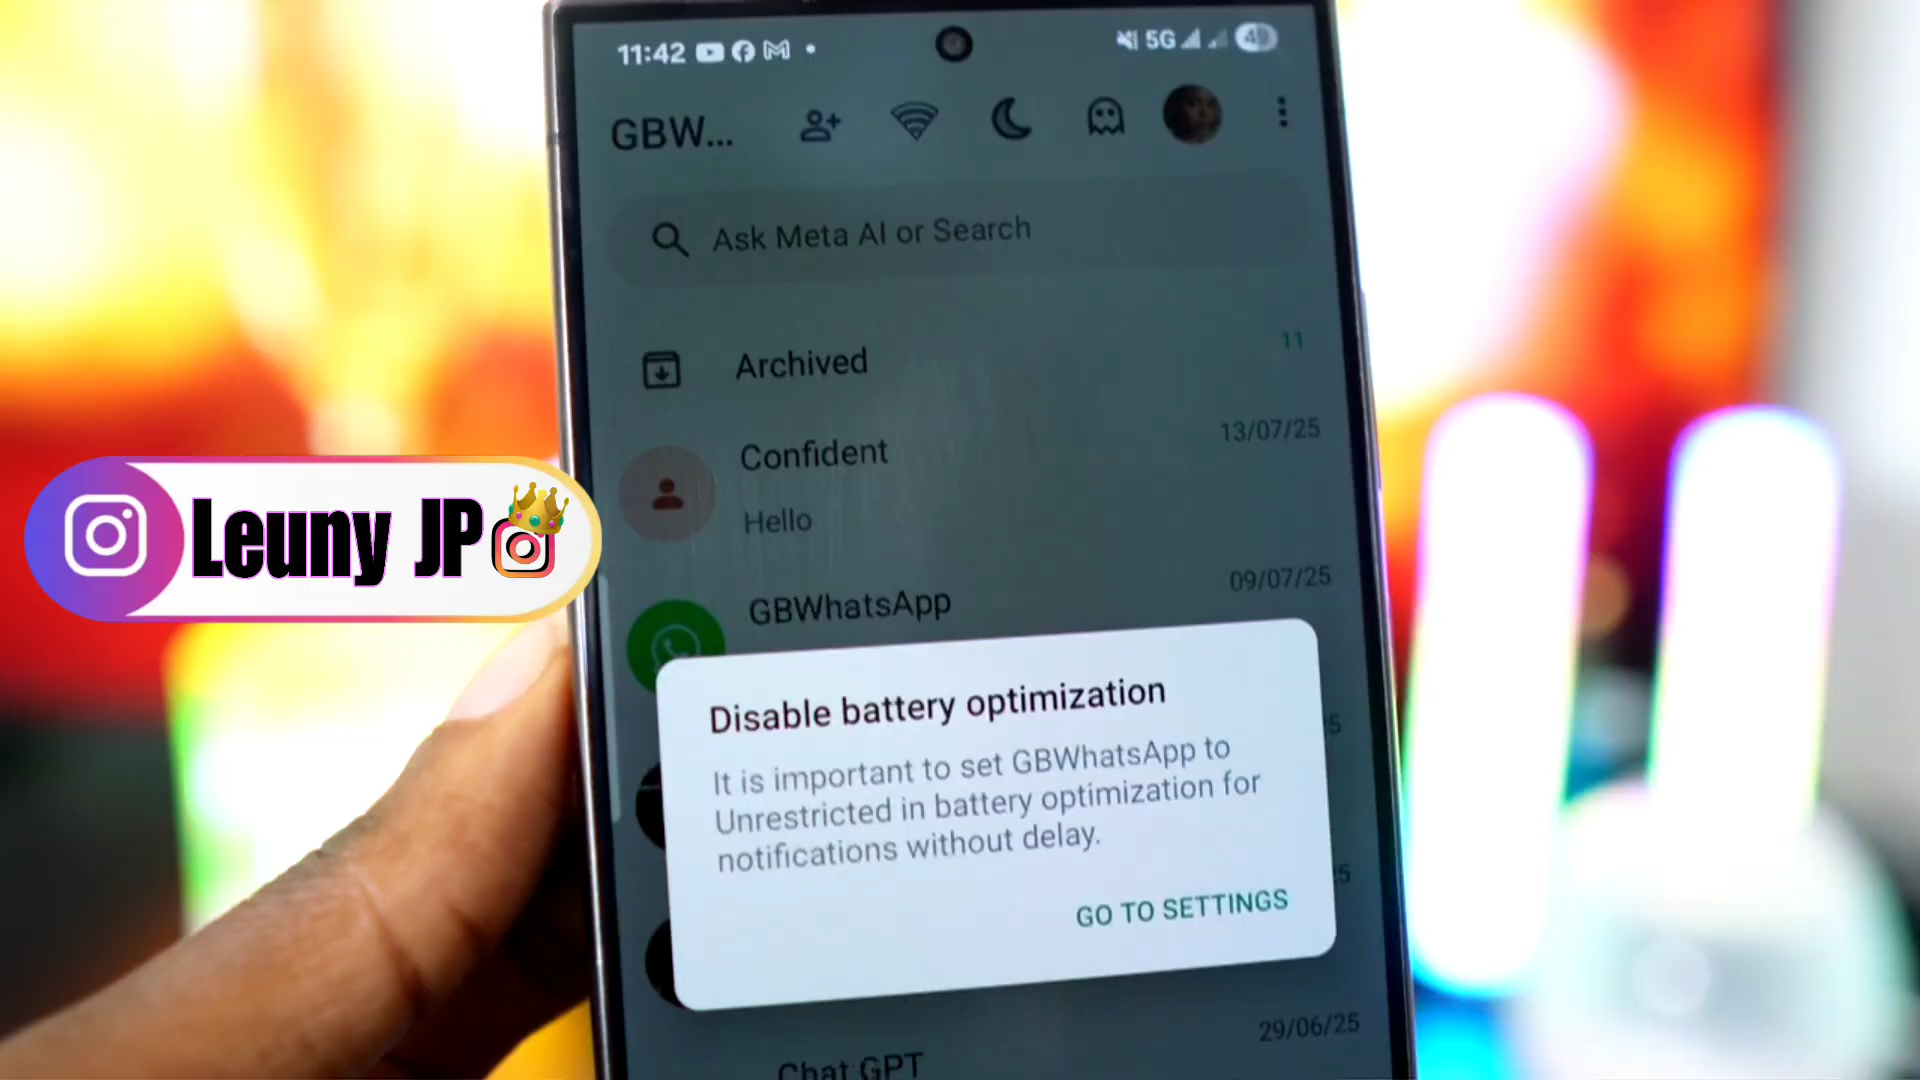 11:42
5G
GBW...
Ask Meta AI or Search
Archived
11
Confident
13/07/25
Hello
GBWhatsApp
09/07/25
Leuny JP
Disable battery optimization
It is important to set GBWhatsApp to
Unrestricted in battery optimization for
notifications without delay.
GO TO SETTINGS
29/06/25
Chat GPT